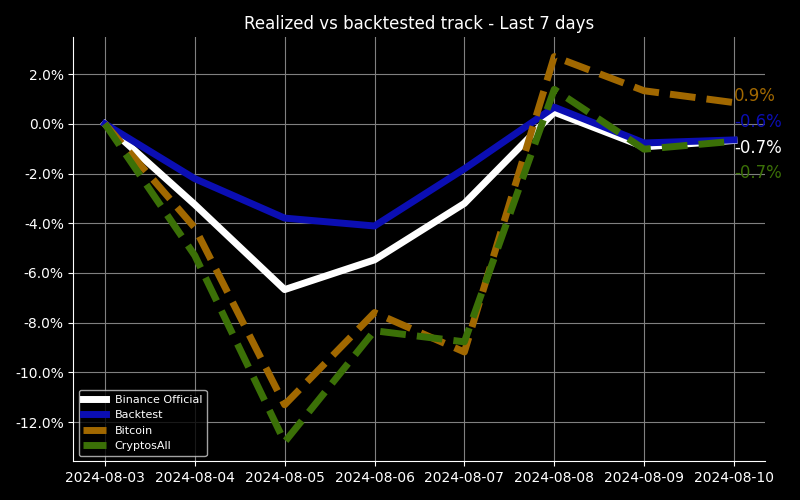 Realized vs backtested track - Last 7 days
2.0%
0.0%
-2.0%
-4.0%
-6.0%
-8.0%
-10.0%
-12.0%
0.9%
-0.6%
-0.7%
-0.7%
Binance Official
Backtest
Bitcoin
CryptosAll
2024-08-03 2024-08-04 2024-08-05 2024-08-06 2024-08-07 2024-08-08 2024-08-09 2024-08-10